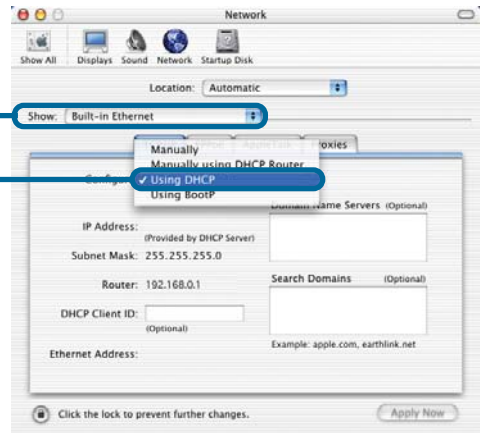 Network
Show All Displays Sound Network Startup Disk
Location: Automatic
Show: Built-in Ethernet
Proxies
Manually
Manually using DHCP Router
✓ Using DHCP
Using BootP
Domain Name Servers (Optional)
IP Address:
(Provided by DHCP Server)
Subnet Mask: 255.255.255.0
Router: 192.168.0.1
Search Domains (Optional)
DHCP Client ID:
(Optional)
Example: apple.com, earthlink.net
Ethernet Address:
Click the lock to prevent further changes.
Apply Now